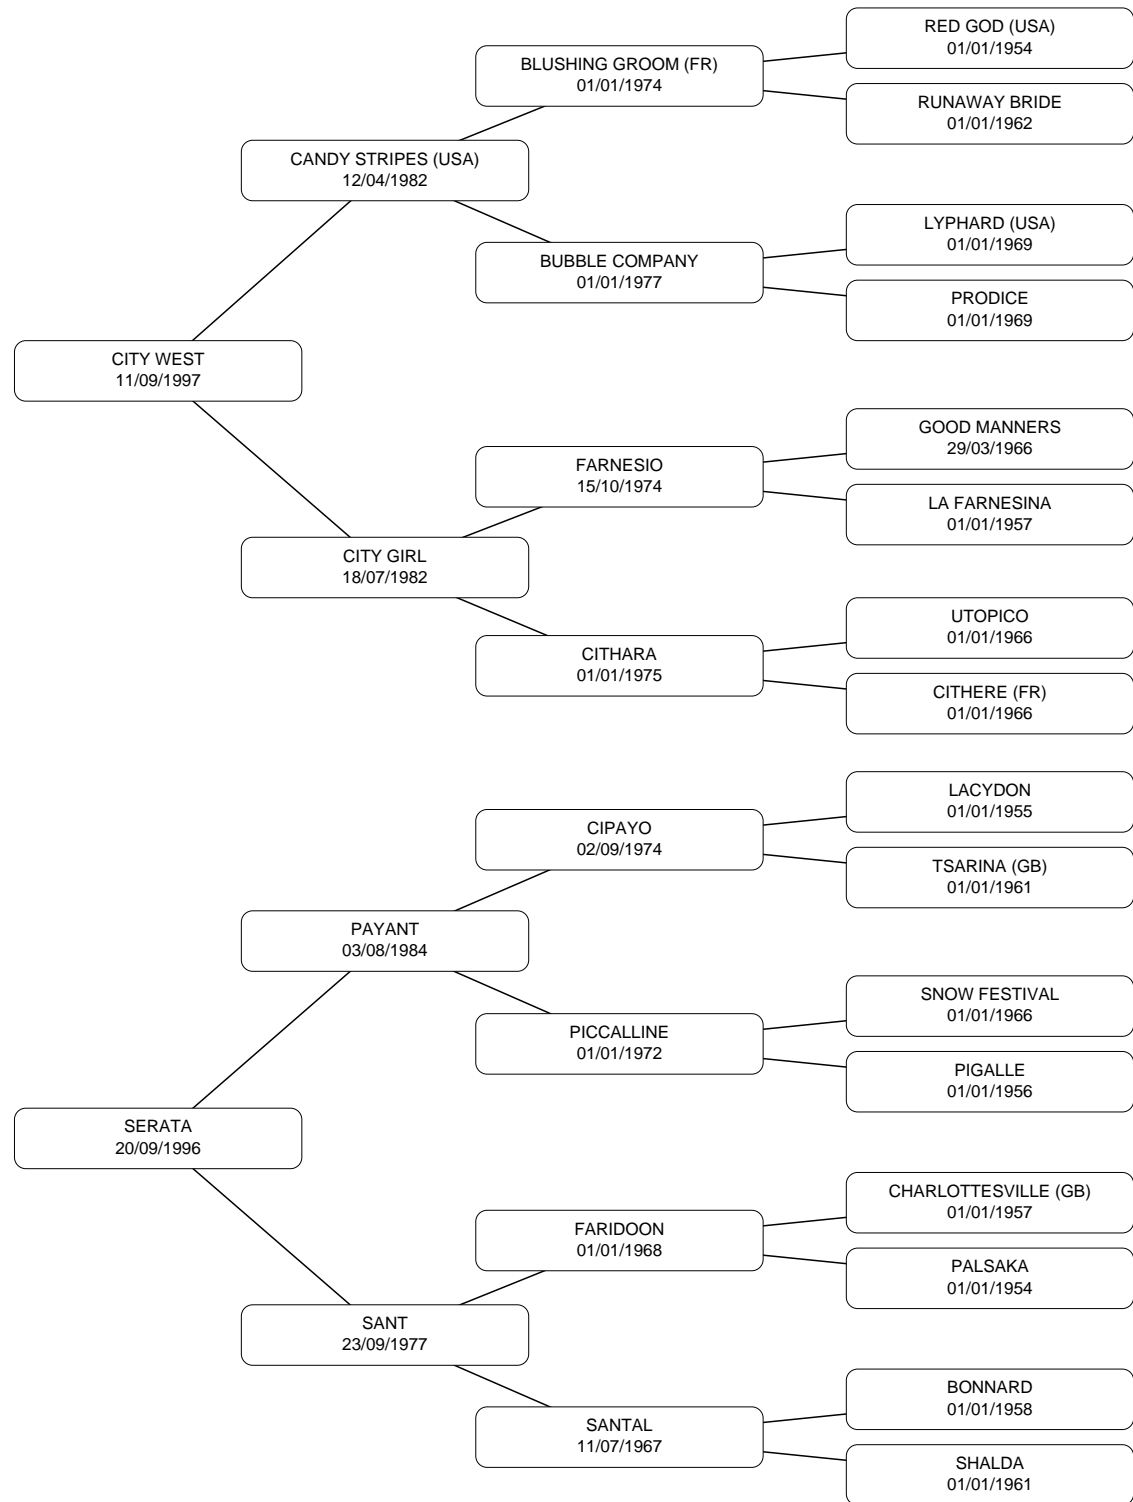 RED GOD (USA)
01/01/1954
BLUSHING GROOM (FR)
01/01/1974
RUNAWAY BRIDE
01/01/1962
CANDY STRIPES (USA)
12/04/1982
LYPHARD (USA)
01/01/1969
BUBBLE COMPANY
01/01/1977
PRODICE
01/01/1969
CITY WEST
11/09/1997
GOOD MANNERS
29/03/1966
FARNESIO
15/10/1974
LA FARNESINA
01/01/1957
CITY GIRL
18/07/1982
UTOPICO
01/01/1966
CITHARA
01/01/1975
CITHERE (FR)
01/01/1966
LACYDON
01/01/1955
CIPAYO
02/09/1974
TSARINA (GB)
01/01/1961
PAYANT
03/08/1984
SNOW FESTIVAL
01/01/1966
PICCALLINE
01/01/1972
PIGALLE
01/01/1956
SERATA
20/09/1996
CHARLOTTESVILLE (GB)
01/01/1957
FARIDOON
01/01/1968
PALSAKA
01/01/1954
SANT
23/09/1977
BONNARD
01/01/1958
SANTAL
11/07/1967
SHALDA
01/01/1961